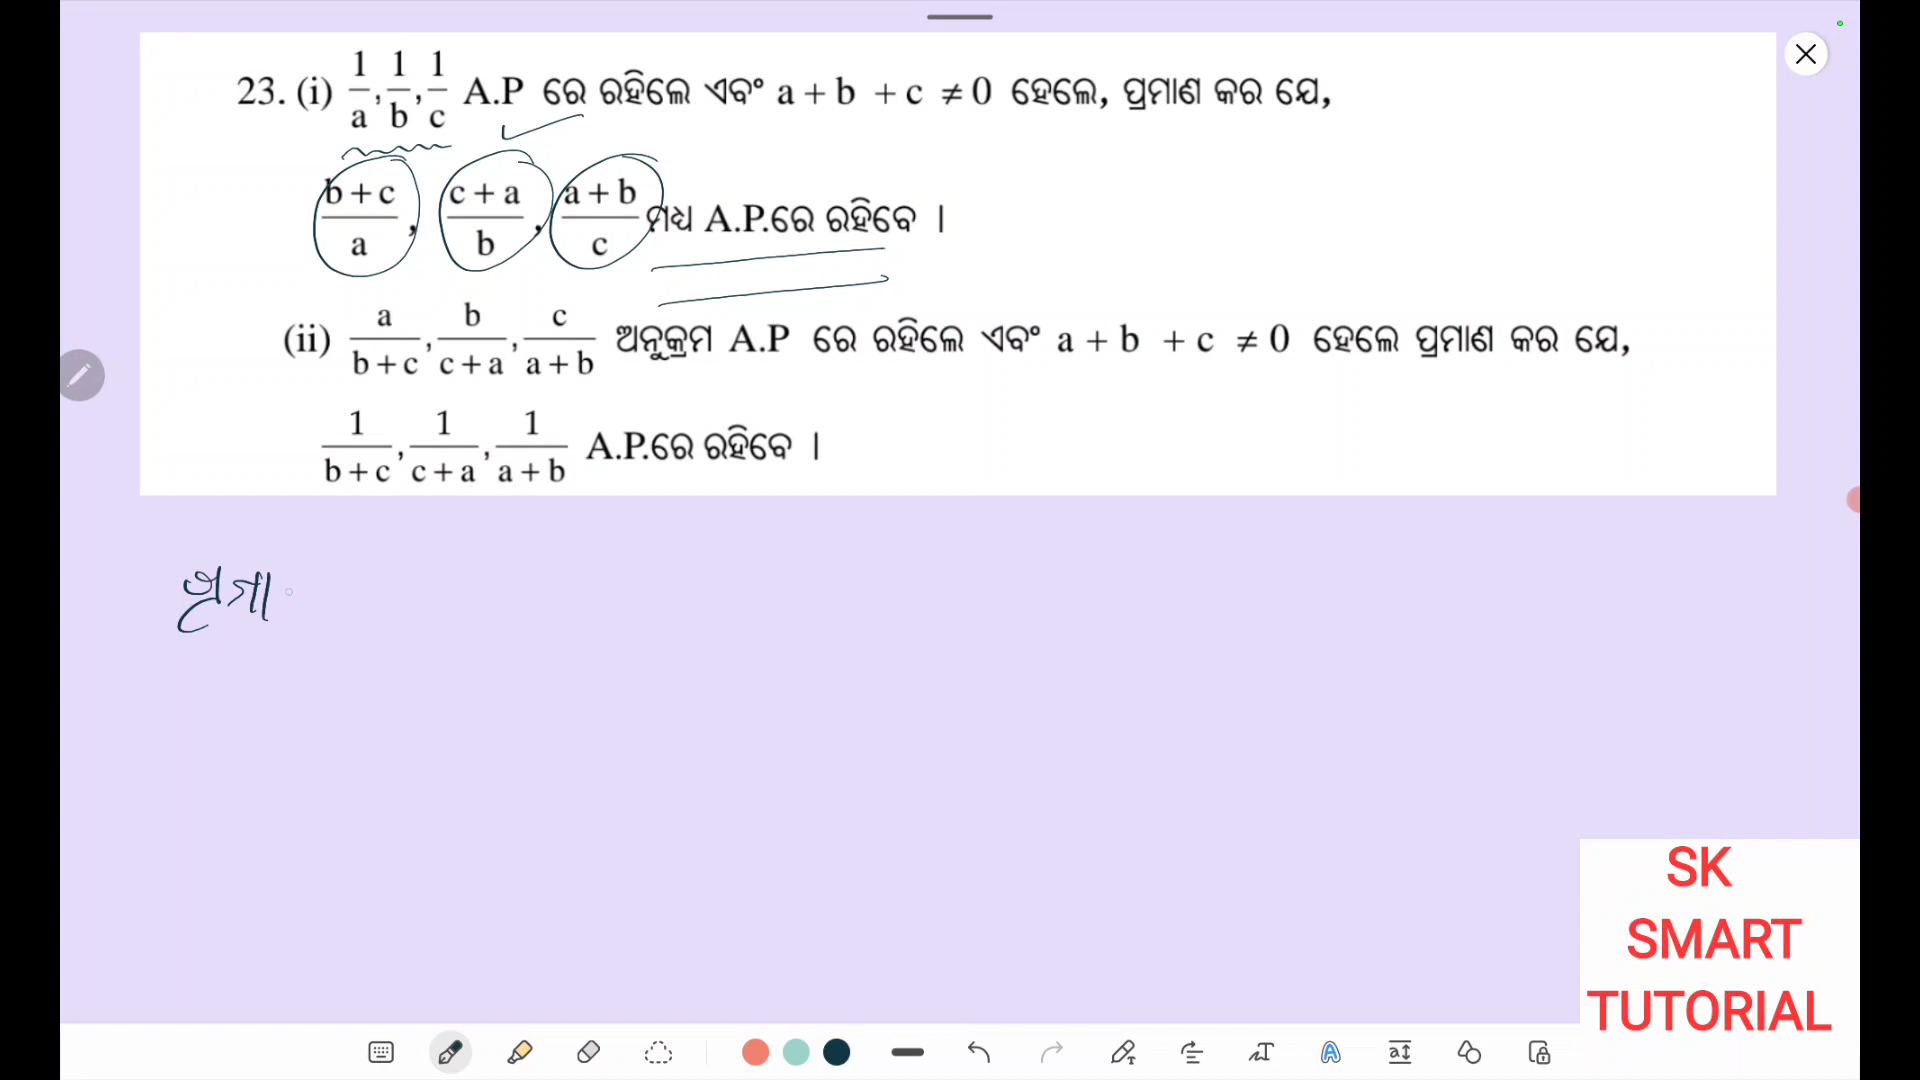 23. (i) 1/a, 1/b, 1/c A.P ରେ ରହିଲେ ଏବଂ a + b + c ≠ 0 ହେଲେ, ପ୍ରମାଣ କର ଯେ,
(b + c)/a, (c + a)/b, (a + b)/c ମଧ୍ୟ A.P.ରେ ରହିବେ ।
(ii) a/(b + c), b/(c + a), c/(a + b) ଅନୁକ୍ରମ A.P ରେ ରହିଲେ ଏବଂ a + b + c ≠ 0 ହେଲେ ପ୍ରମାଣ କର ଯେ,
1/(b + c), 1/(c + a), 1/(a + b) A.P.ରେ ରହିବେ ।
ପ୍ରମା
SK
SMART
TUTORIAL